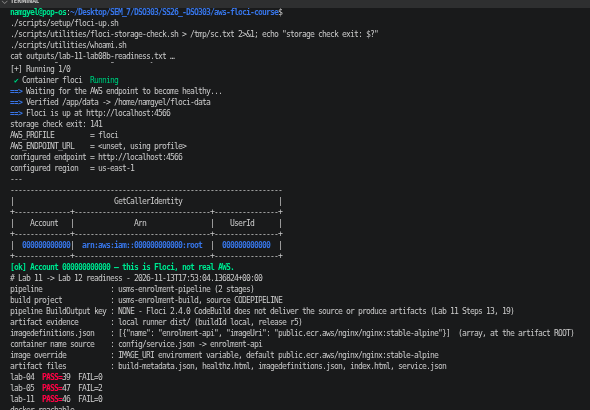 TERMINAL
namgyel@pop-os:~/Desktop/SEM_7/DSO303/SS26_-DSO303/aws-floci-course$
./scripts/setup/floci-up.sh
./scripts/utilities/floci-storage-check.sh > /tmp/sc.txt 2>&1; echo "storage check exit: $?"
./scripts/utilities/whoami.sh
cat outputs/lab-11-lab08b-readiness.txt …
[+] Running 1/0
✔ Container floci  Running
==> Waiting for the AWS endpoint to become healthy...
==> Verified /app/data -> /home/namgyel/floci-data
==> Floci is up at http://localhost:4566
storage check exit: 141
AWS_PROFILE         = floci
AWS_ENDPOINT_URL    = <unset, using profile>
configured endpoint = http://localhost:4566
configured region   = us-east-1
---
--------------------------------------------------------------------
|                         GetCallerIdentity                        |
+--------------+----------------------------------+----------------+
|    Account   |               Arn                |    UserId      |
+--------------+----------------------------------+----------------+
|  000000000000|  arn:aws:iam::000000000000:root  |  000000000000  |
+--------------+----------------------------------+----------------+
[ok] Account 000000000000 — this is Floci, not real AWS.
# Lab 11 -> Lab 12 readiness - 2026-11-13T17:53:04.136824+00:00
pipeline                 : usms-enrolment-pipeline (2 stages)
build project            : usms-enrolment-build, source CODEPIPELINE
pipeline BuildOutput key : NONE - Floci 2.4.0 CodeBuild does not deliver the source or produce artifacts (Lab 11 Steps 13, 19)
artifact evidence        : local runner dist/ (buildId local, release r5)
imagedefinitions.json    : [{"name": "enrolment-api", "imageUri": "public.ecr.aws/nginx/nginx:stable-alpine"}]  (array, at the artifact ROOT)
container name source    : config/service.json -> enrolment-api
image override           : IMAGE_URI environment variable, default public.ecr.aws/nginx/nginx:stable-alpine
artifact files           : build-metadata.json, healthz.html, imagedefinitions.json, index.html, service.json
lab-04  PASS=39  FAIL=0
lab-05  PASS=47  FAIL=2
lab-11  PASS=46  FAIL=0
docker reachable